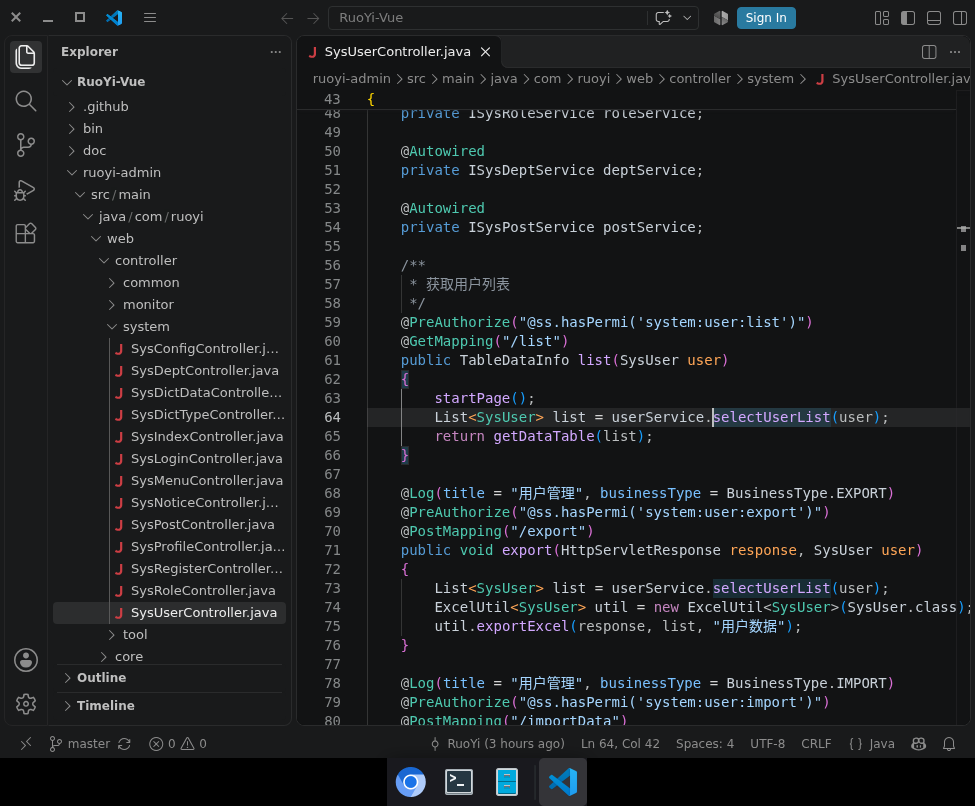 RuoYi-Vue
Sign In
Explorer
RuoYi-Vue
.github
bin
doc
ruoyi-admin
src / main
java / com / ruoyi
web
controller
common
monitor
system
SysConfigController.j...
SysDeptController.java
SysDictDataControlle...
SysDictTypeController...
SysIndexController.java
SysLoginController.java
SysMenuController.java
SysNoticeController.j...
SysPostController.java
SysProfileController.ja...
SysRegisterController...
SysRoleController.java
SysUserController.java
tool
core
Outline
Timeline
SysUserController.java
ruoyi-admin > src > main > java > com > ruoyi > web > controller > system > SysUserController.jav
43 {
48 private ISysRoleService roleService;
49
50 @Autowired
51 private ISysDeptService deptService;
52
53 @Autowired
54 private ISysPostService postService;
55
56 /**
57 * 获取用户列表
58 */
59 @PreAuthorize("@ss.hasPermi('system:user:list')")
60 @GetMapping("/list")
61 public TableDataInfo list(SysUser user)
62 {
63 startPage();
64 List<SysUser> list = userService.selectUserList(user);
65 return getDataTable(list);
66 }
67
68 @Log(title = "用户管理", businessType = BusinessType.EXPORT)
69 @PreAuthorize("@ss.hasPermi('system:user:export')")
70 @PostMapping("/export")
71 public void export(HttpServletResponse response, SysUser user)
72 {
73 List<SysUser> list = userService.selectUserList(user);
74 ExcelUtil<SysUser> util = new ExcelUtil<SysUser>(SysUser.class);
75 util.exportExcel(response, list, "用户数据");
76 }
77
78 @Log(title = "用户管理", businessType = BusinessType.IMPORT)
79 @PreAuthorize("@ss.hasPermi('system:user:import')")
80 @PostMapping("/importData")
master 0 0 RuoYi (3 hours ago) Ln 64, Col 42 Spaces: 4 UTF-8 CRLF { } Java